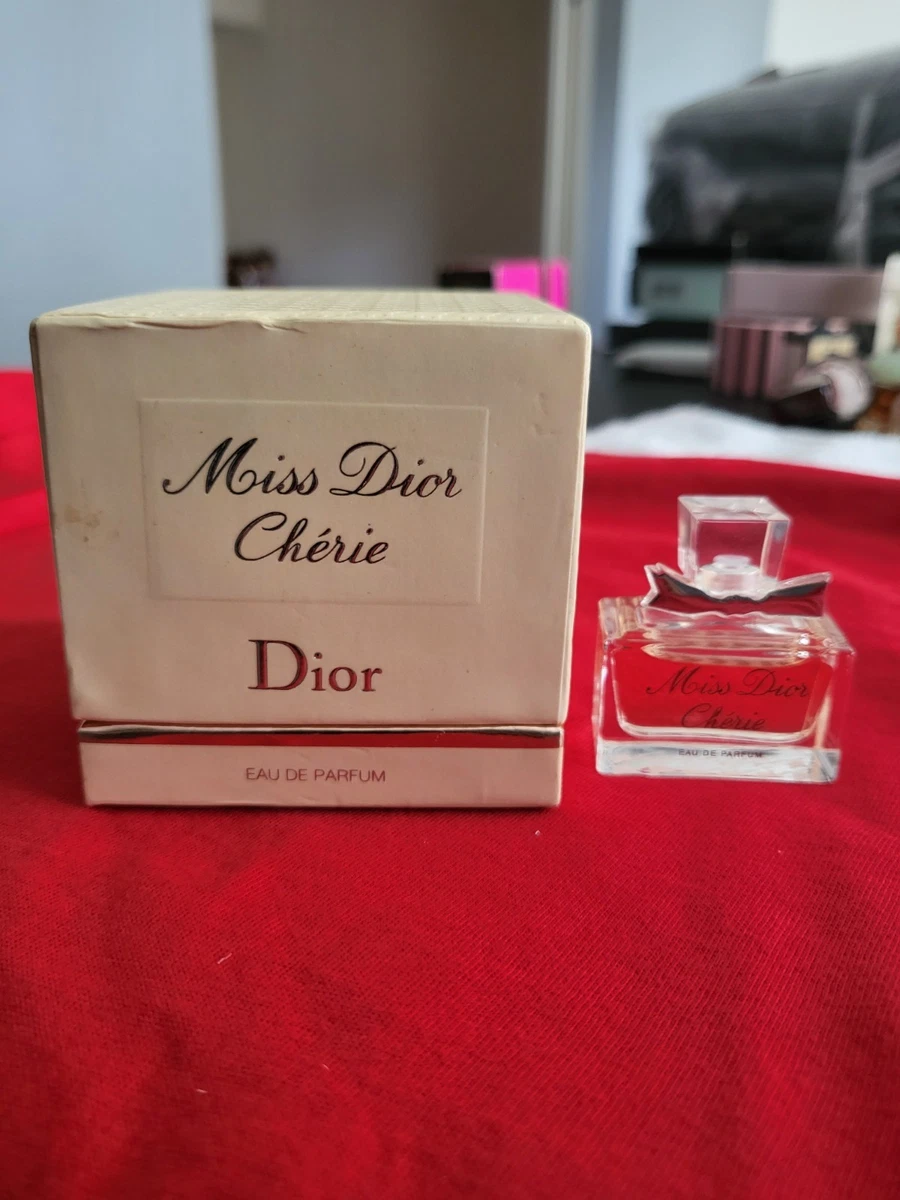 Miss Dior
Chérie
Dior
EAU DE PARFUM
Miss Dior
Chérie
EAU DE PARFUM